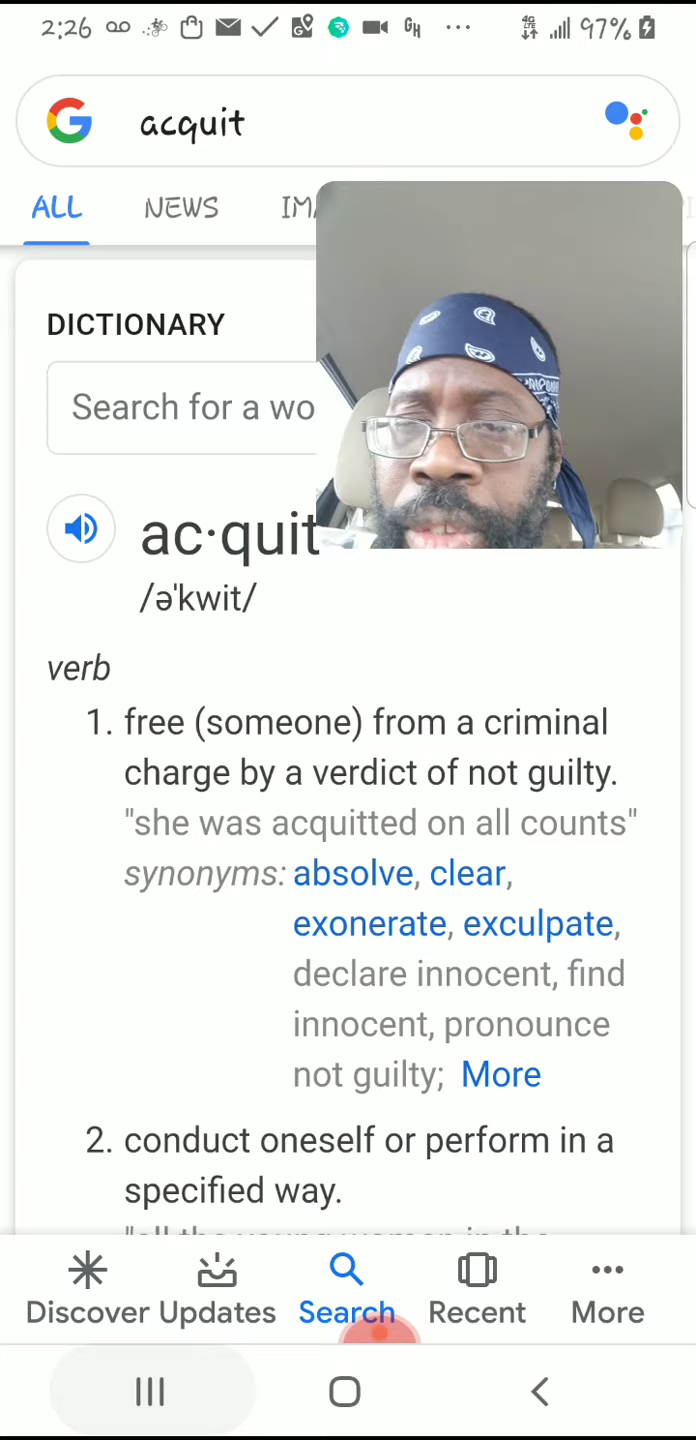 2:26 97%
acquit
ALL NEWS
DICTIONARY
Search for a wo
ac·quit
/ə'kwit/
verb
1. free (someone) from a criminal
charge by a verdict of not guilty.
"she was acquitted on all counts"
synonyms: absolve, clear,
exonerate, exculpate,
declare innocent, find
innocent, pronounce
not guilty; More
2. conduct oneself or perform in a
specified way.
Discover Updates Search Recent More